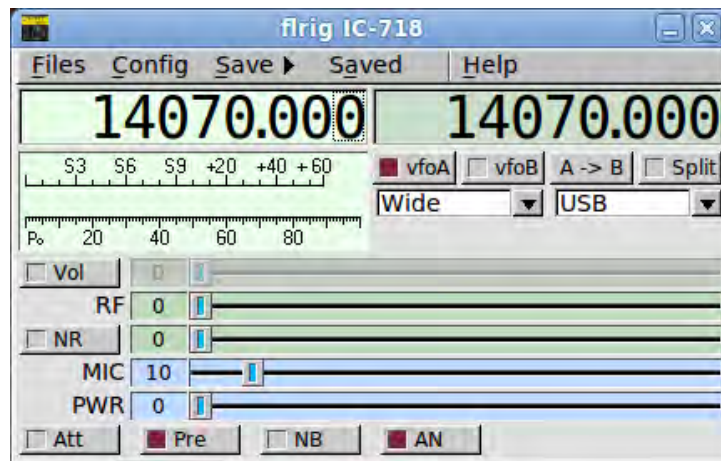 flrig IC-718
Files Config Save Saved Help
14070.000 14070.000
S3 S6 S9 +20 +40 +60
vfoA vfoB A -> B Split
Wide USB
Po 20 40 60 80
Vol 0
RF 0
NR 0
MIC 10
PWR 0
Att Pre NB AN